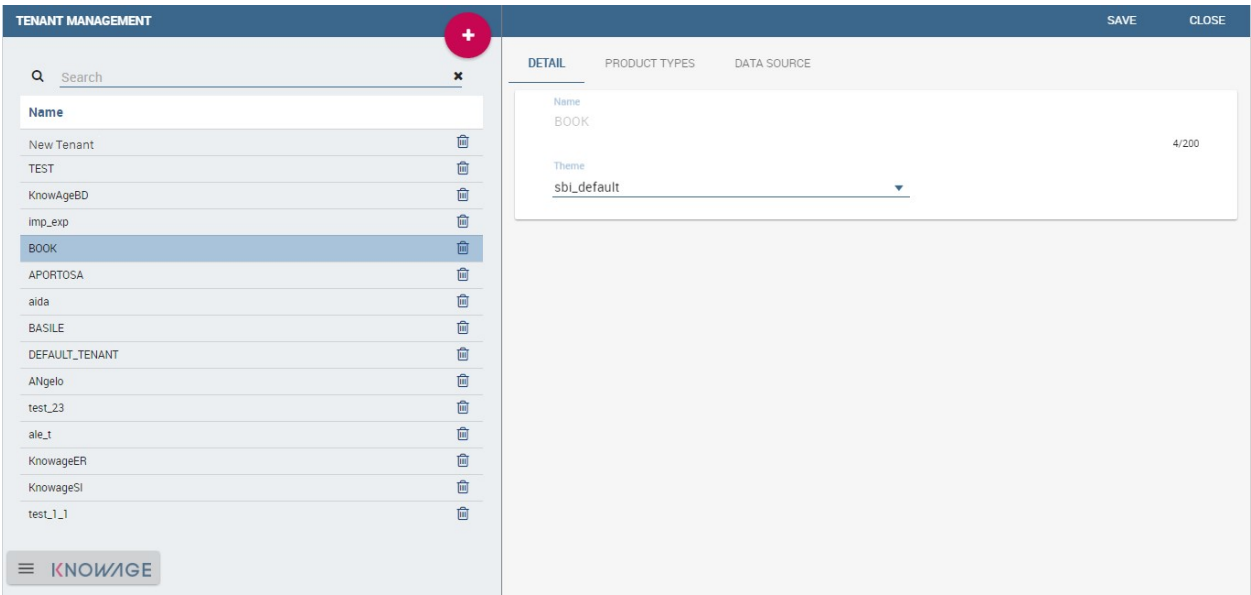 TENANT MANAGEMENT
SAVE CLOSE
Search
Name
New Tenant
TEST
KnowAgeBD
imp_exp
BOOK
APORTOSA
aida
BASILE
DEFAULT_TENANT
ANgelo
test_23
ale_t
KnowageER
KnowageSI
test_1_1
KNOWAGE
DETAIL PRODUCT TYPES DATA SOURCE
Name
BOOK
4/200
Theme
sbi_default